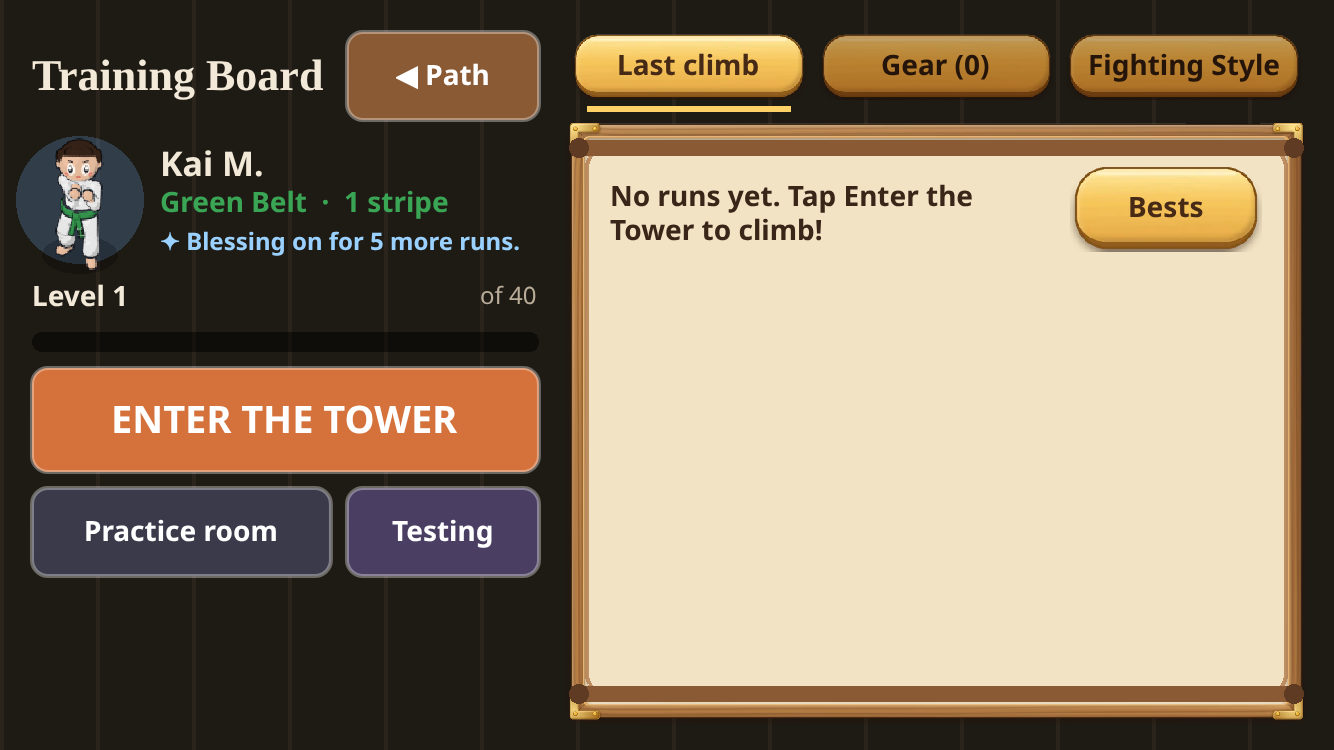 Training Board
◀ Path
Kai M.
Green Belt · 1 stripe
✦ Blessing on for 5 more runs.
Level 1
of 40
ENTER THE TOWER
Practice room
Testing
Last climb
Gear (0)
Fighting Style
No runs yet. Tap Enter the
Tower to climb!
Bests